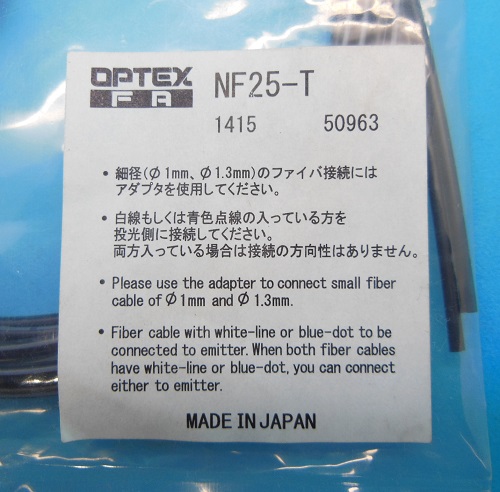 OPTEX
FA
NF25-T
1415 50963
• 細径(Φ1mm、Φ1.3mm)のファイバ接続には
アダプタを使用してください。
• 白線もしくは青色点線の入っている方を
投光側に接続してください。
両方入っている場合は接続の方向性はありません。
• Please use the adapter to connect small fiber
cable of Φ1mm and Φ1.3mm.
• Fiber cable with white-line or blue-dot to be
connected to emitter. When both fiber cables
have white-line or blue-dot, you can connect
either to emitter.
MADE IN JAPAN